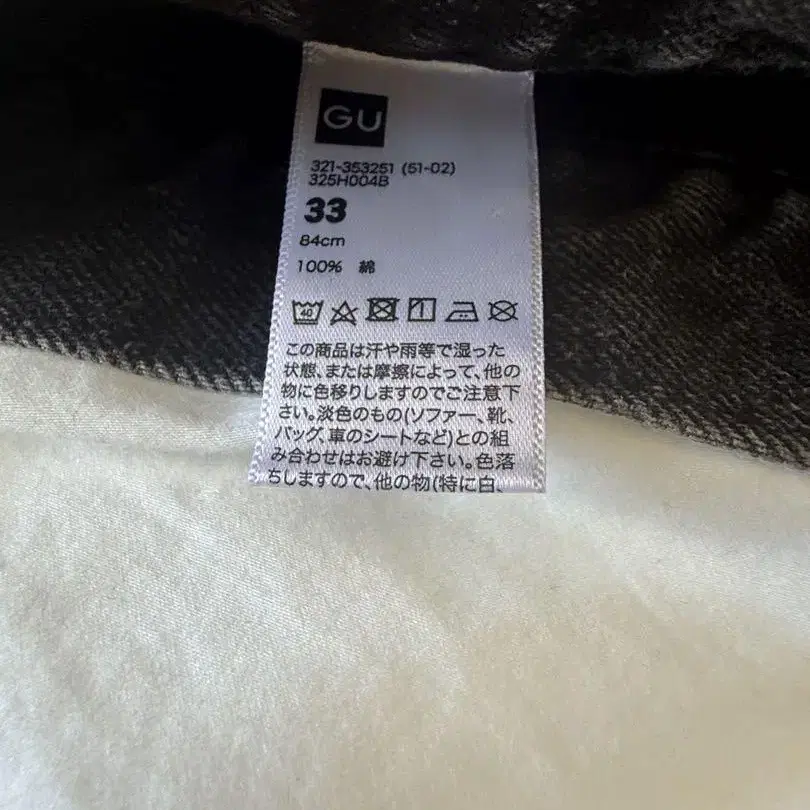 GU
321-353251 (51-02)
325H004B
33
84cm
100% 綿
40
この商品は汗や雨等で湿った
状態、または摩擦によって、他の
物に色移りしますのでご注意下
さい。淡色のもの(ソファー、靴、
バッグ、車のシートなど)との組
み合わせはお避け下さい。色落
ちしますので、他の物(特に白、